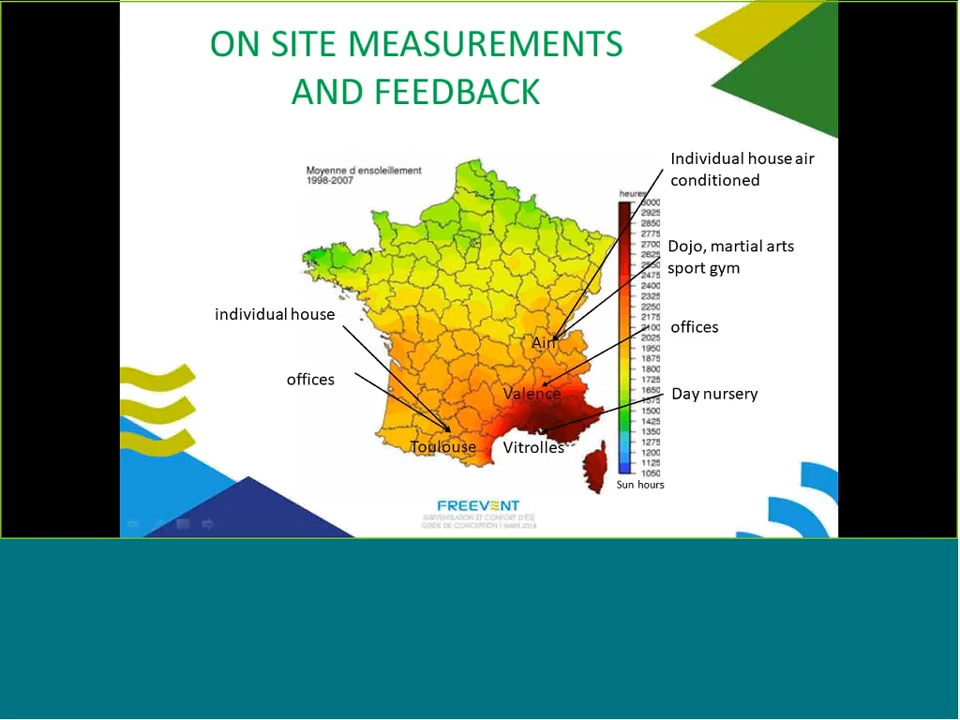 ON SITE MEASUREMENTS
AND FEEDBACK
Moyenne d ensoleillement
1998-2007
Individual house air
conditioned
heures
3000
2925
2850
2775
2700
2625
2550
2475
2400
2325
2250
2175
2100
2025
1950
1875
1800
1725
1650
1575
1500
1425
1350
1275
1200
1125
1050
Sun hours
Dojo, martial arts
sport gym
individual house
offices
Ain
offices
Valence
Day nursery
Toulouse
Vitrolles
FREEVENT
SURVENTILATION ET CONFORT D'ÉTÉ
GUIDE DE CONCEPTION I MARS 2018